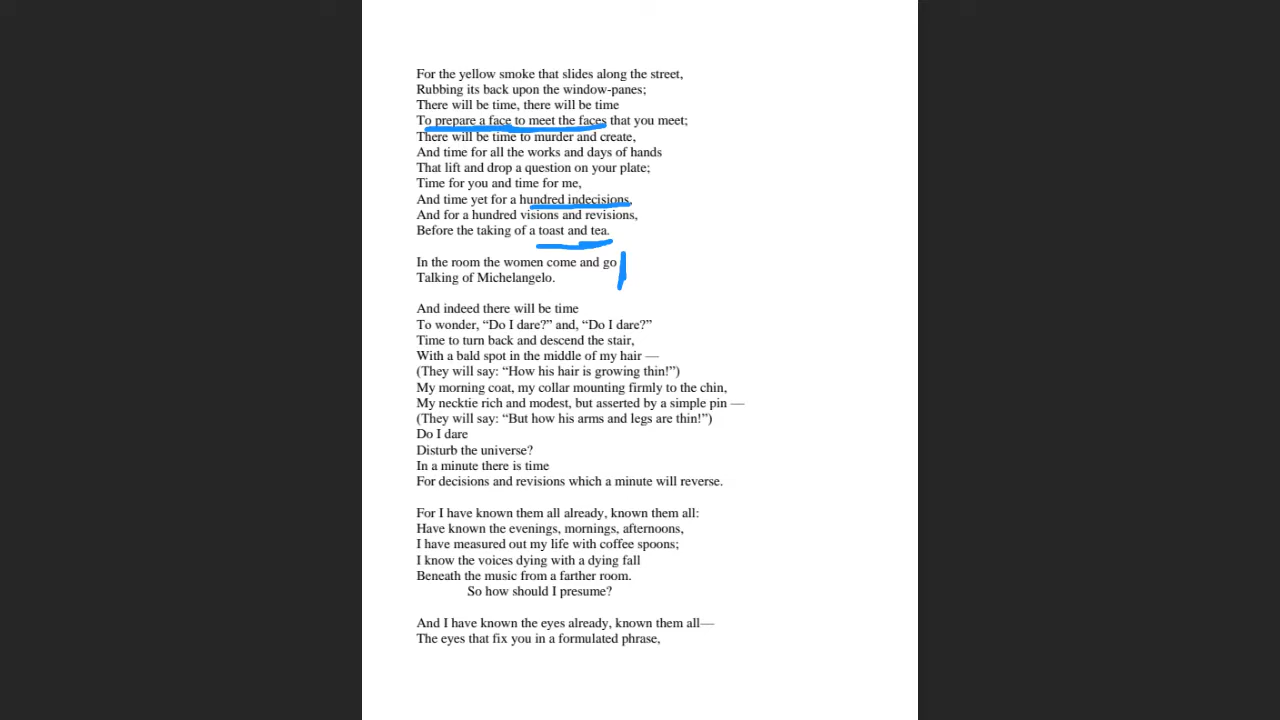 For the yellow smoke that slides along the street,
Rubbing its back upon the window-panes;
There will be time, there will be time
To prepare a face to meet the faces that you meet;
There will be time to murder and create,
And time for all the works and days of hands
That lift and drop a question on your plate;
Time for you and time for me,
And time yet for a hundred indecisions,
And for a hundred visions and revisions,
Before the taking of a toast and tea.
In the room the women come and go
Talking of Michelangelo.
And indeed there will be time
To wonder, “Do I dare?” and, “Do I dare?”
Time to turn back and descend the stair,
With a bald spot in the middle of my hair —
(They will say: “How his hair is growing thin!”)
My morning coat, my collar mounting firmly to the chin,
My necktie rich and modest, but asserted by a simple pin —
(They will say: “But how his arms and legs are thin!”)
Do I dare
Disturb the universe?
In a minute there is time
For decisions and revisions which a minute will reverse.
For I have known them all already, known them all:
Have known the evenings, mornings, afternoons,
I have measured out my life with coffee spoons;
I know the voices dying with a dying fall
Beneath the music from a farther room.
So how should I presume?
And I have known the eyes already, known them all—
The eyes that fix you in a formulated phrase,